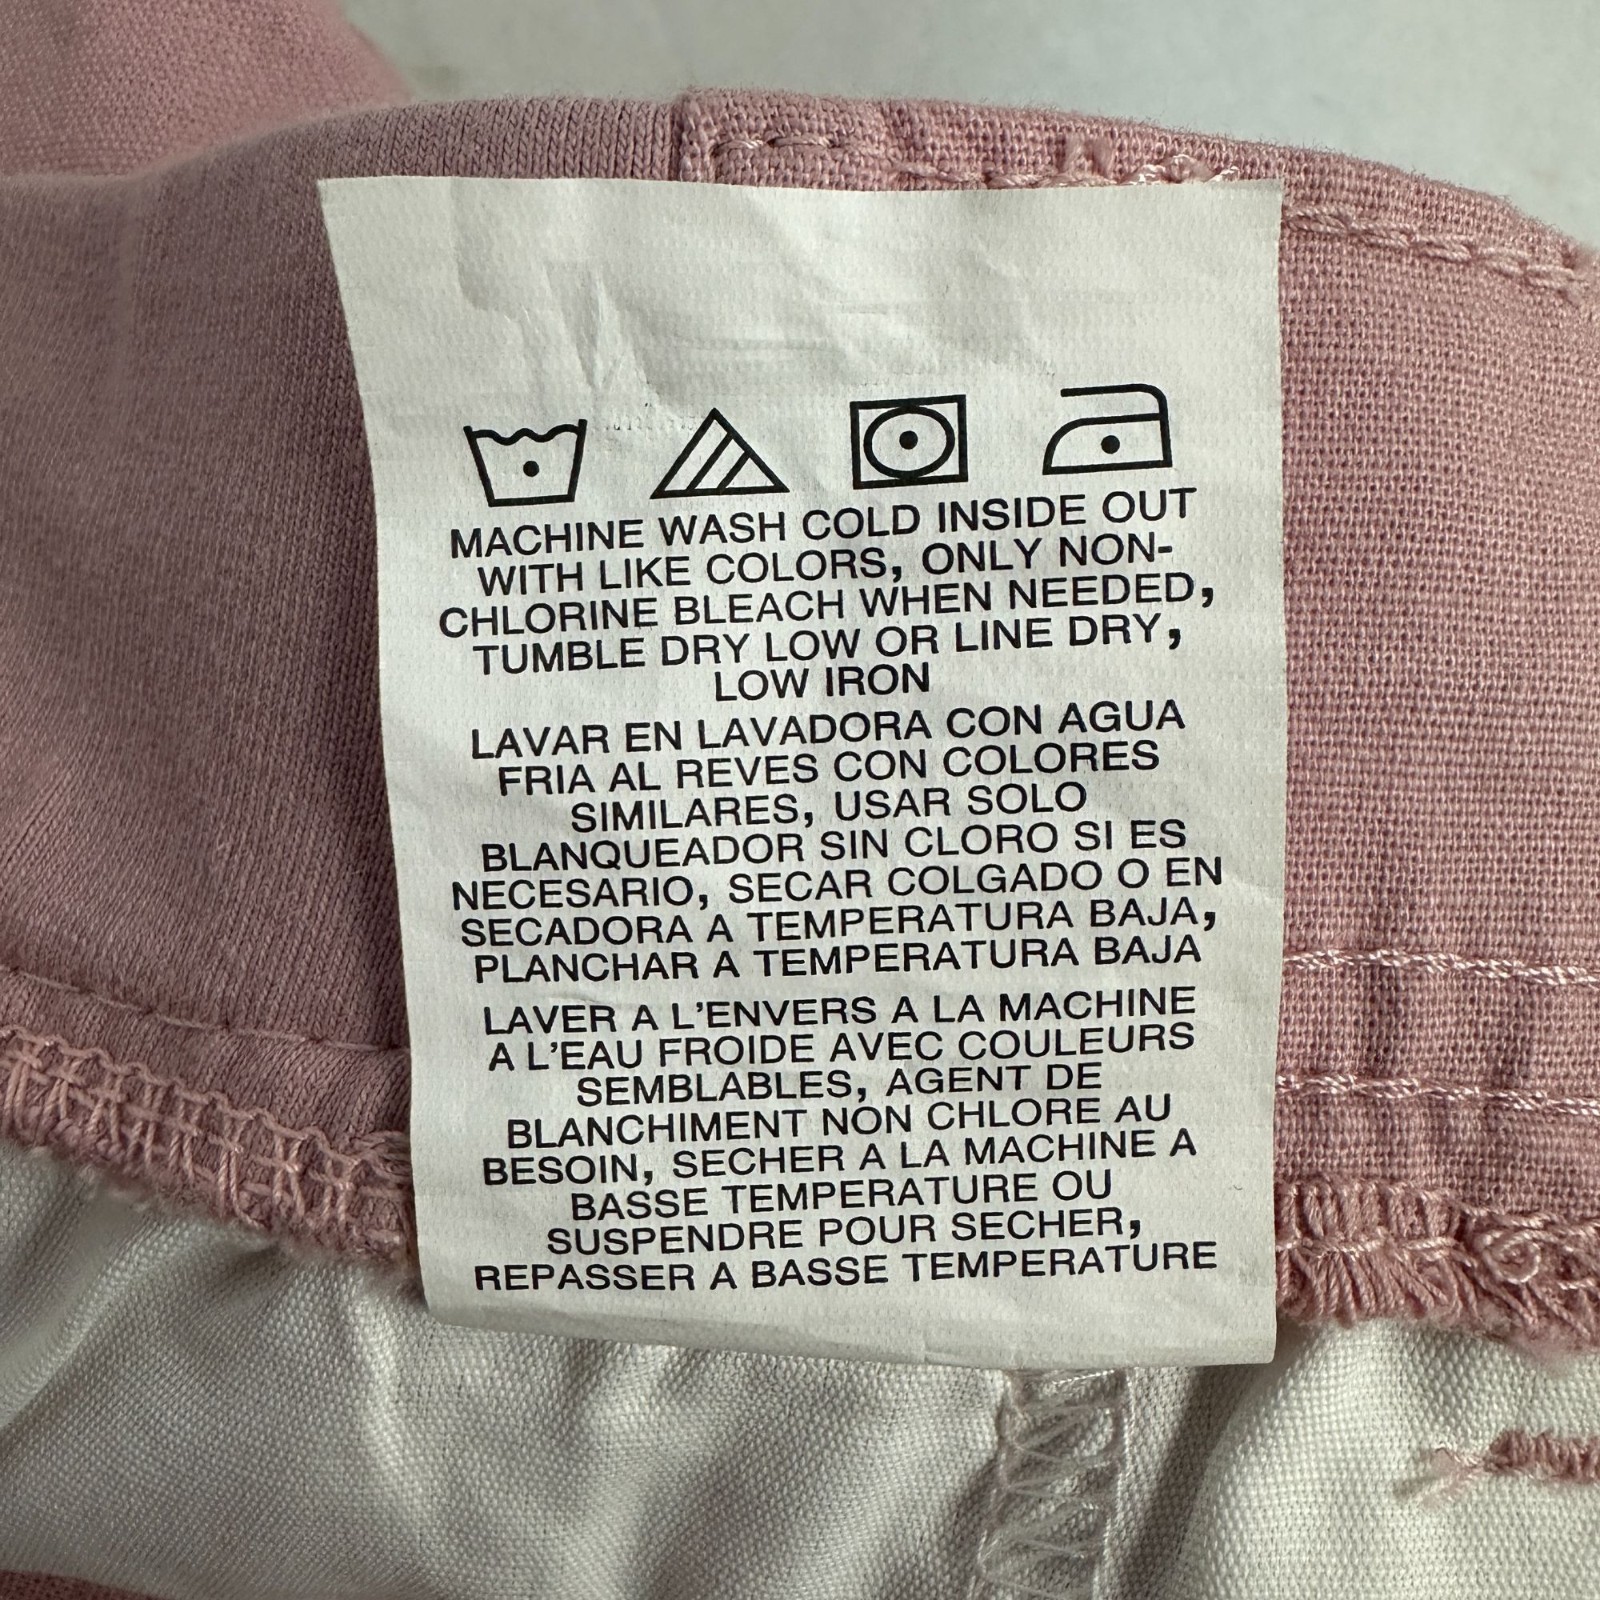 MACHINE WASH COLD INSIDE OUT
WITH LIKE COLORS, ONLY NON-
CHLORINE BLEACH WHEN NEEDED,
TUMBLE DRY LOW OR LINE DRY,
LOW IRON
LAVAR EN LAVADORA CON AGUA
FRIA AL REVES CON COLORES
SIMILARES, USAR SOLO
BLANQUEADOR SIN CLORO SI ES
NECESARIO, SECAR COLGADO O EN
SECADORA A TEMPERATURA BAJA,
PLANCHAR A TEMPERATURA BAJA
LAVER A L'ENVERS A LA MACHINE
A L'EAU FROIDE AVEC COULEURS
SEMBLABLES, AGENT DE
BLANCHIMENT NON CHLORE AU
BESOIN, SECHER A LA MACHINE A
BASSE TEMPERATURE OU
SUSPENDRE POUR SECHER,
REPASSER A BASSE TEMPERATURE